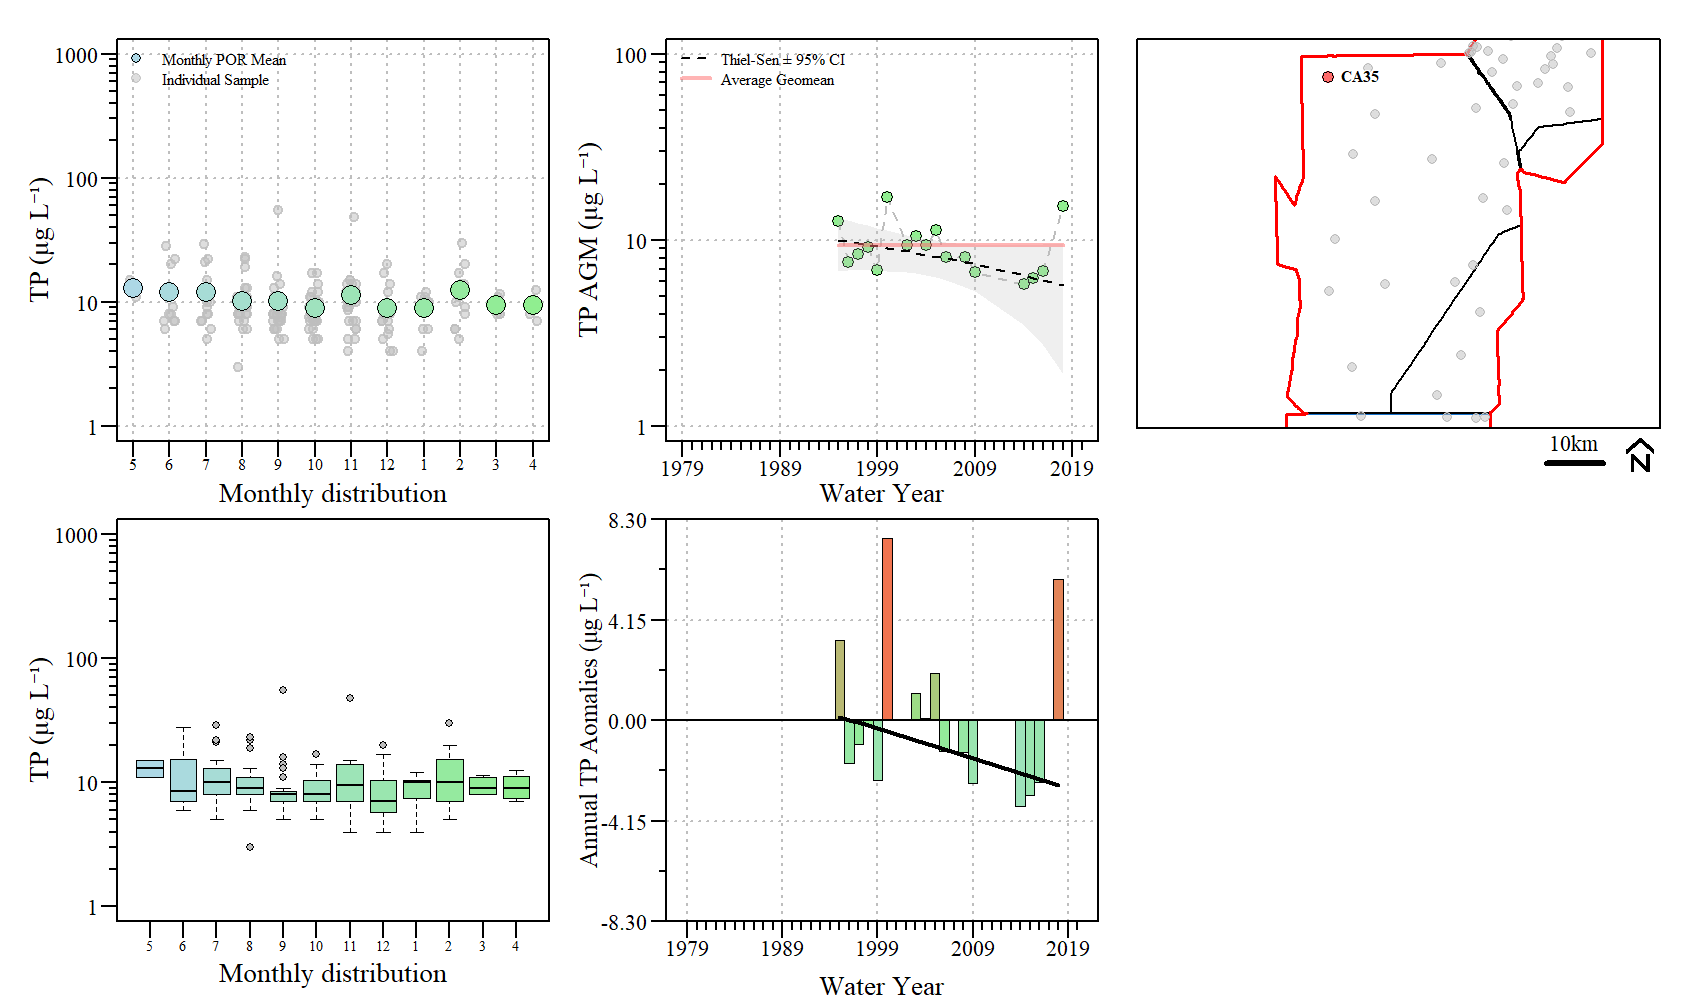 1000
100
10
1
TP (µg L⁻¹)
Monthly POR Mean
Individual Sample
5 6 7 8 9 10 11 12 1 2 3 4
Monthly distribution
100
10
1
TP AGM (µg L⁻¹)
Thiel-Sen ± 95% CI
Average Geomean
1979 1989 1999 2009 2019
Water Year
CA35
10km
N
1000
100
10
1
TP (µg L⁻¹)
5 6 7 8 9 10 11 12 1 2 3 4
Monthly distribution
8.30
4.15
0.00
-4.15
-8.30
Annual TP Aomalies (µg L⁻¹)
1979 1989 1999 2009 2019
Water Year